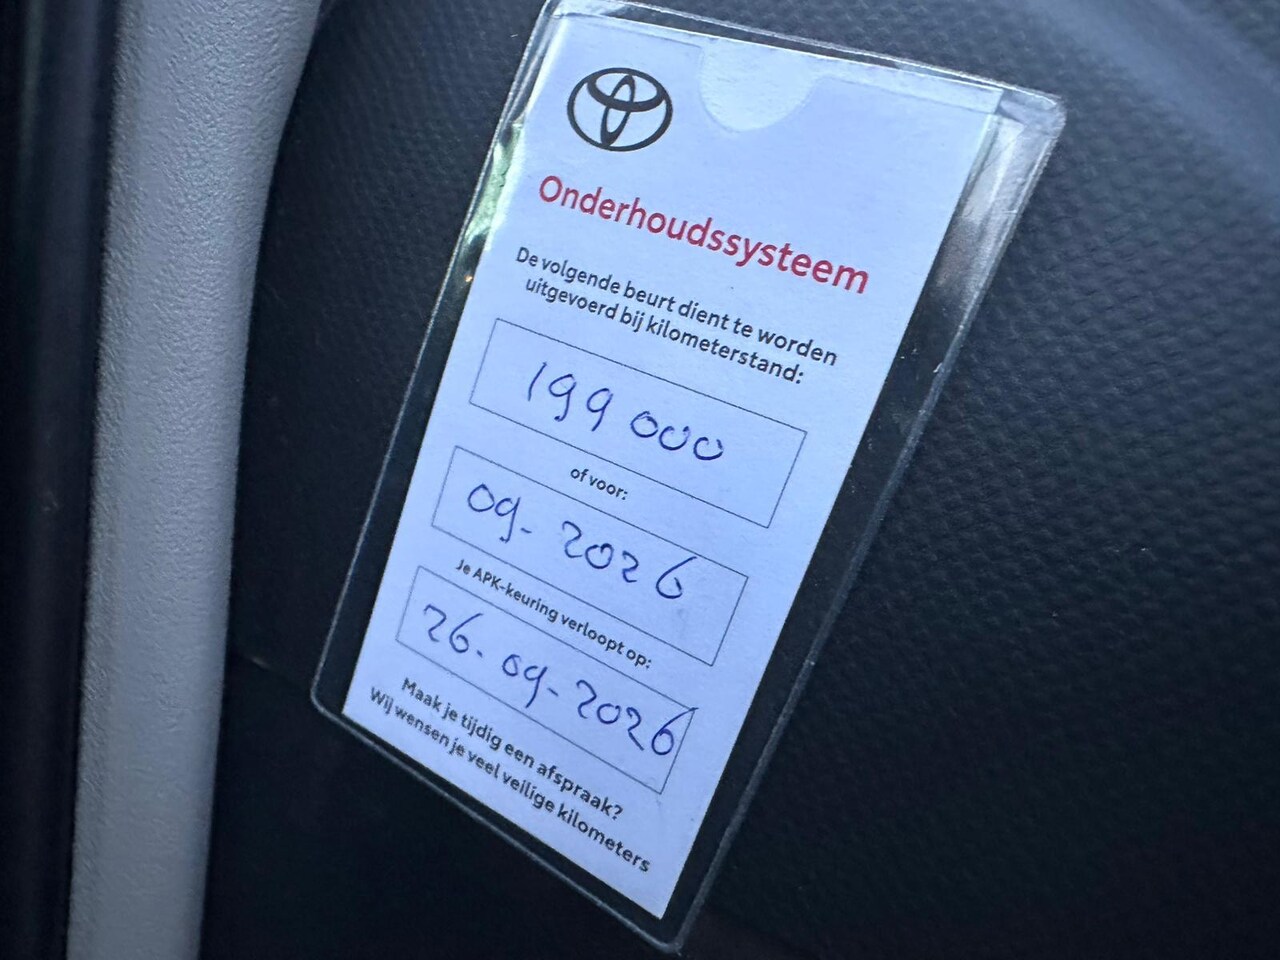 Onderhoudssysteem
De volgende beurt dient te worden
uitgevoerd bij kilometerstand:
199 000
of voor:
09-2026
Je APK-keuring verloopt op:
26-09-2026
Maak je tijdig een afspraak?
Wij wensen je veel veilige kilometers